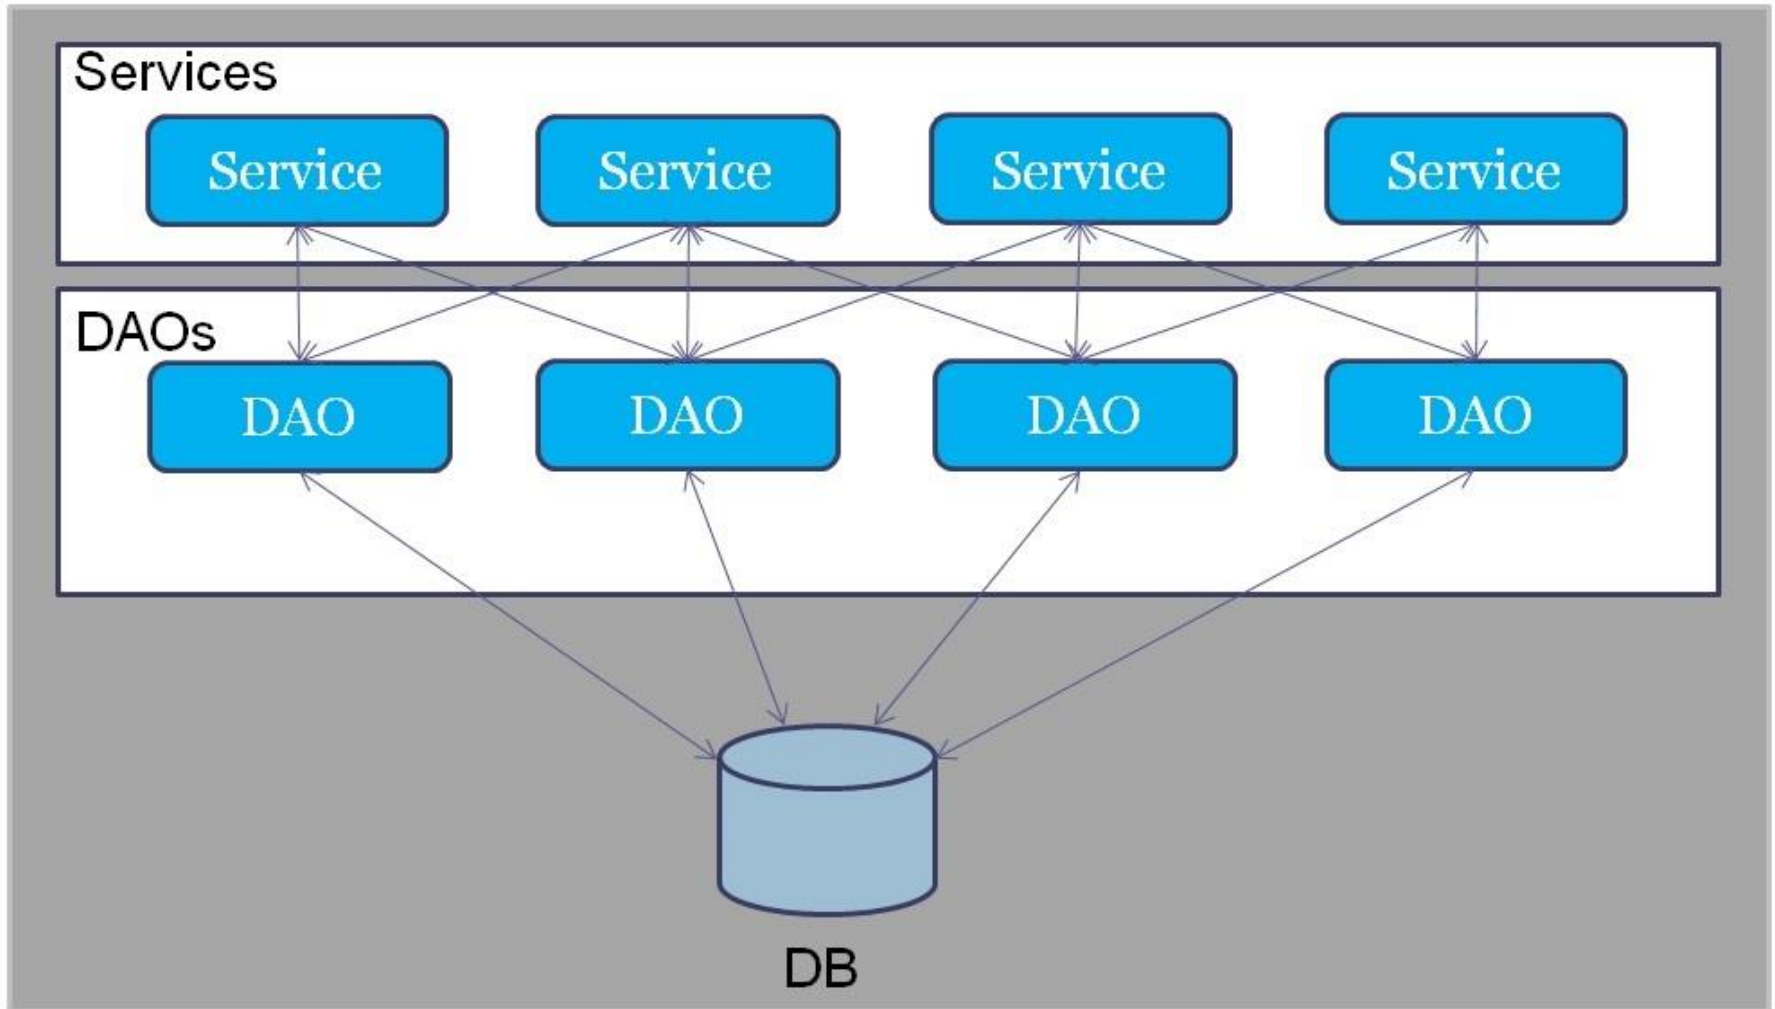 Services
Service Service Service Service
DAOs
DAO DAO DAO DAO
DB